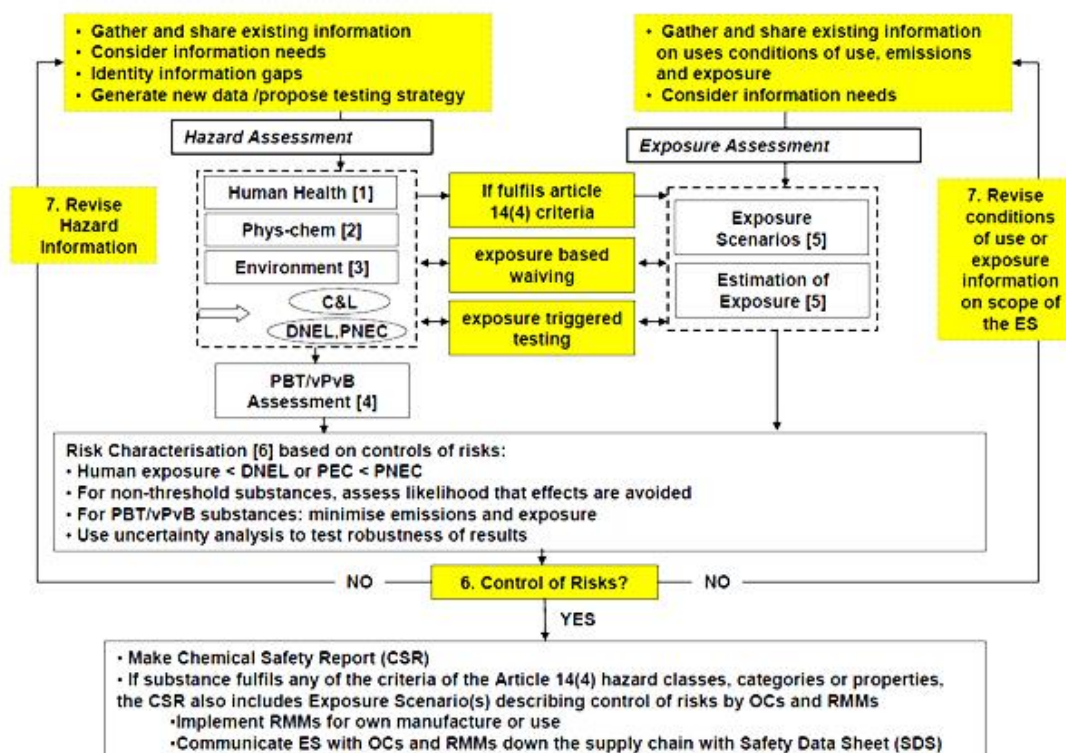 • Gather and share existing information
• Consider information needs
• Identity information gaps
• Generate new data /propose testing strategy
• Gather and share existing information
on uses conditions of use, emissions
and exposure
• Consider information needs
Hazard Assessment
Exposure Assessment
7. Revise
Hazard
Information
Human Health [1]
Phys-chem [2]
Environment [3]
C&L
DNEL,PNEC
If fulfils article
14(4) criteria
exposure based
waiving
exposure triggered
testing
Exposure
Scenarios [5]
Estimation of
Exposure [5]
7. Revise
conditions
of use or
exposure
information
on scope of
the ES
PBT/vPvB
Assessment [4]
Risk Characterisation [6] based on controls of risks:
• Human exposure < DNEL or PEC < PNEC
• For non-threshold substances, assess likelihood that effects are avoided
• For PBT/vPvB substances: minimise emissions and exposure
• Use uncertainty analysis to test robustness of results
NO
6. Control of Risks?
NO
YES
• Make Chemical Safety Report (CSR)
• If substance fulfils any of the criteria of the Article 14(4) hazard classes, categories or properties,
the CSR also includes Exposure Scenario(s) describing control of risks by OCs and RMMs
•Implement RMMs for own manufacture or use
•Communicate ES with OCs and RMMs down the supply chain with Safety Data Sheet (SDS)